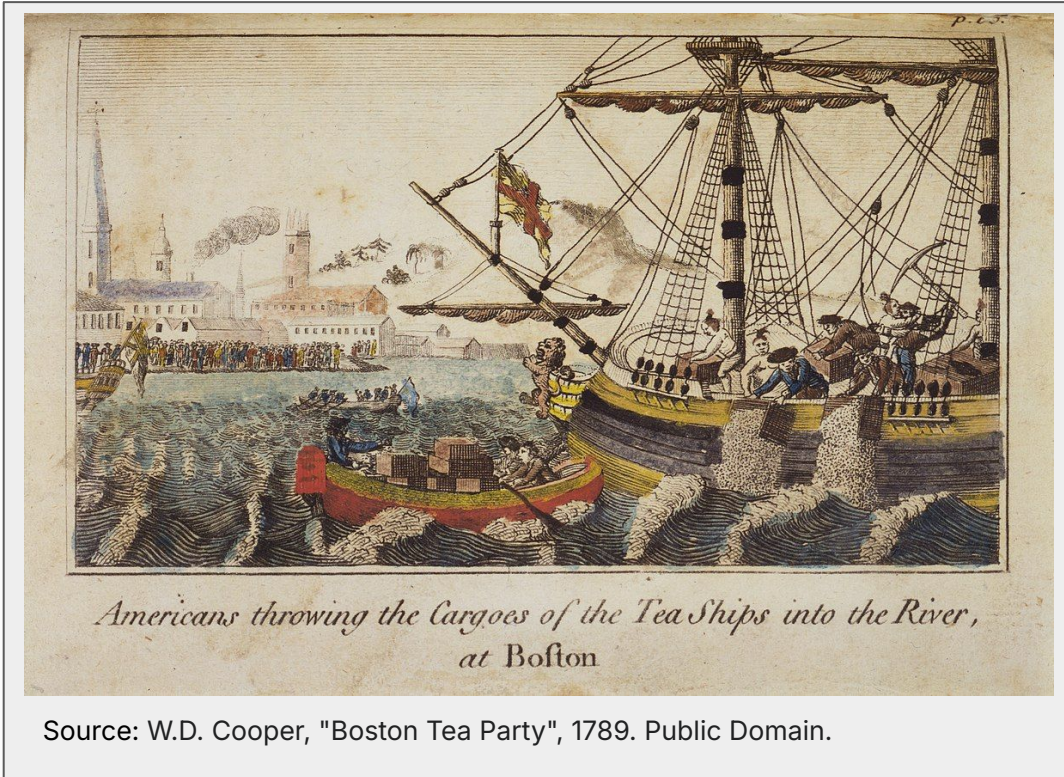 Americans throwing the Cargoes of the Tea Ships into the River,
at Boſton
Source: W.D. Cooper, "Boston Tea Party", 1789. Public Domain.